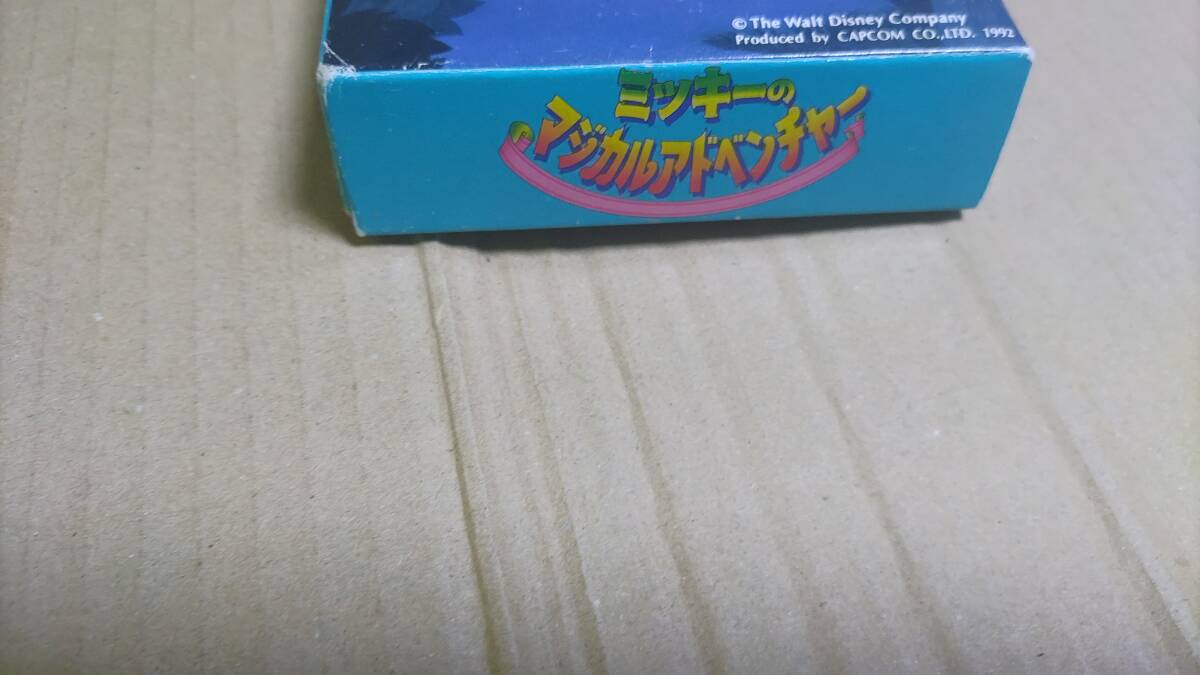 © The Walt Disney Company
Produced by CAPCOM CO.,LTD. 1992
ミッキーの
マジカルアドベンチャー